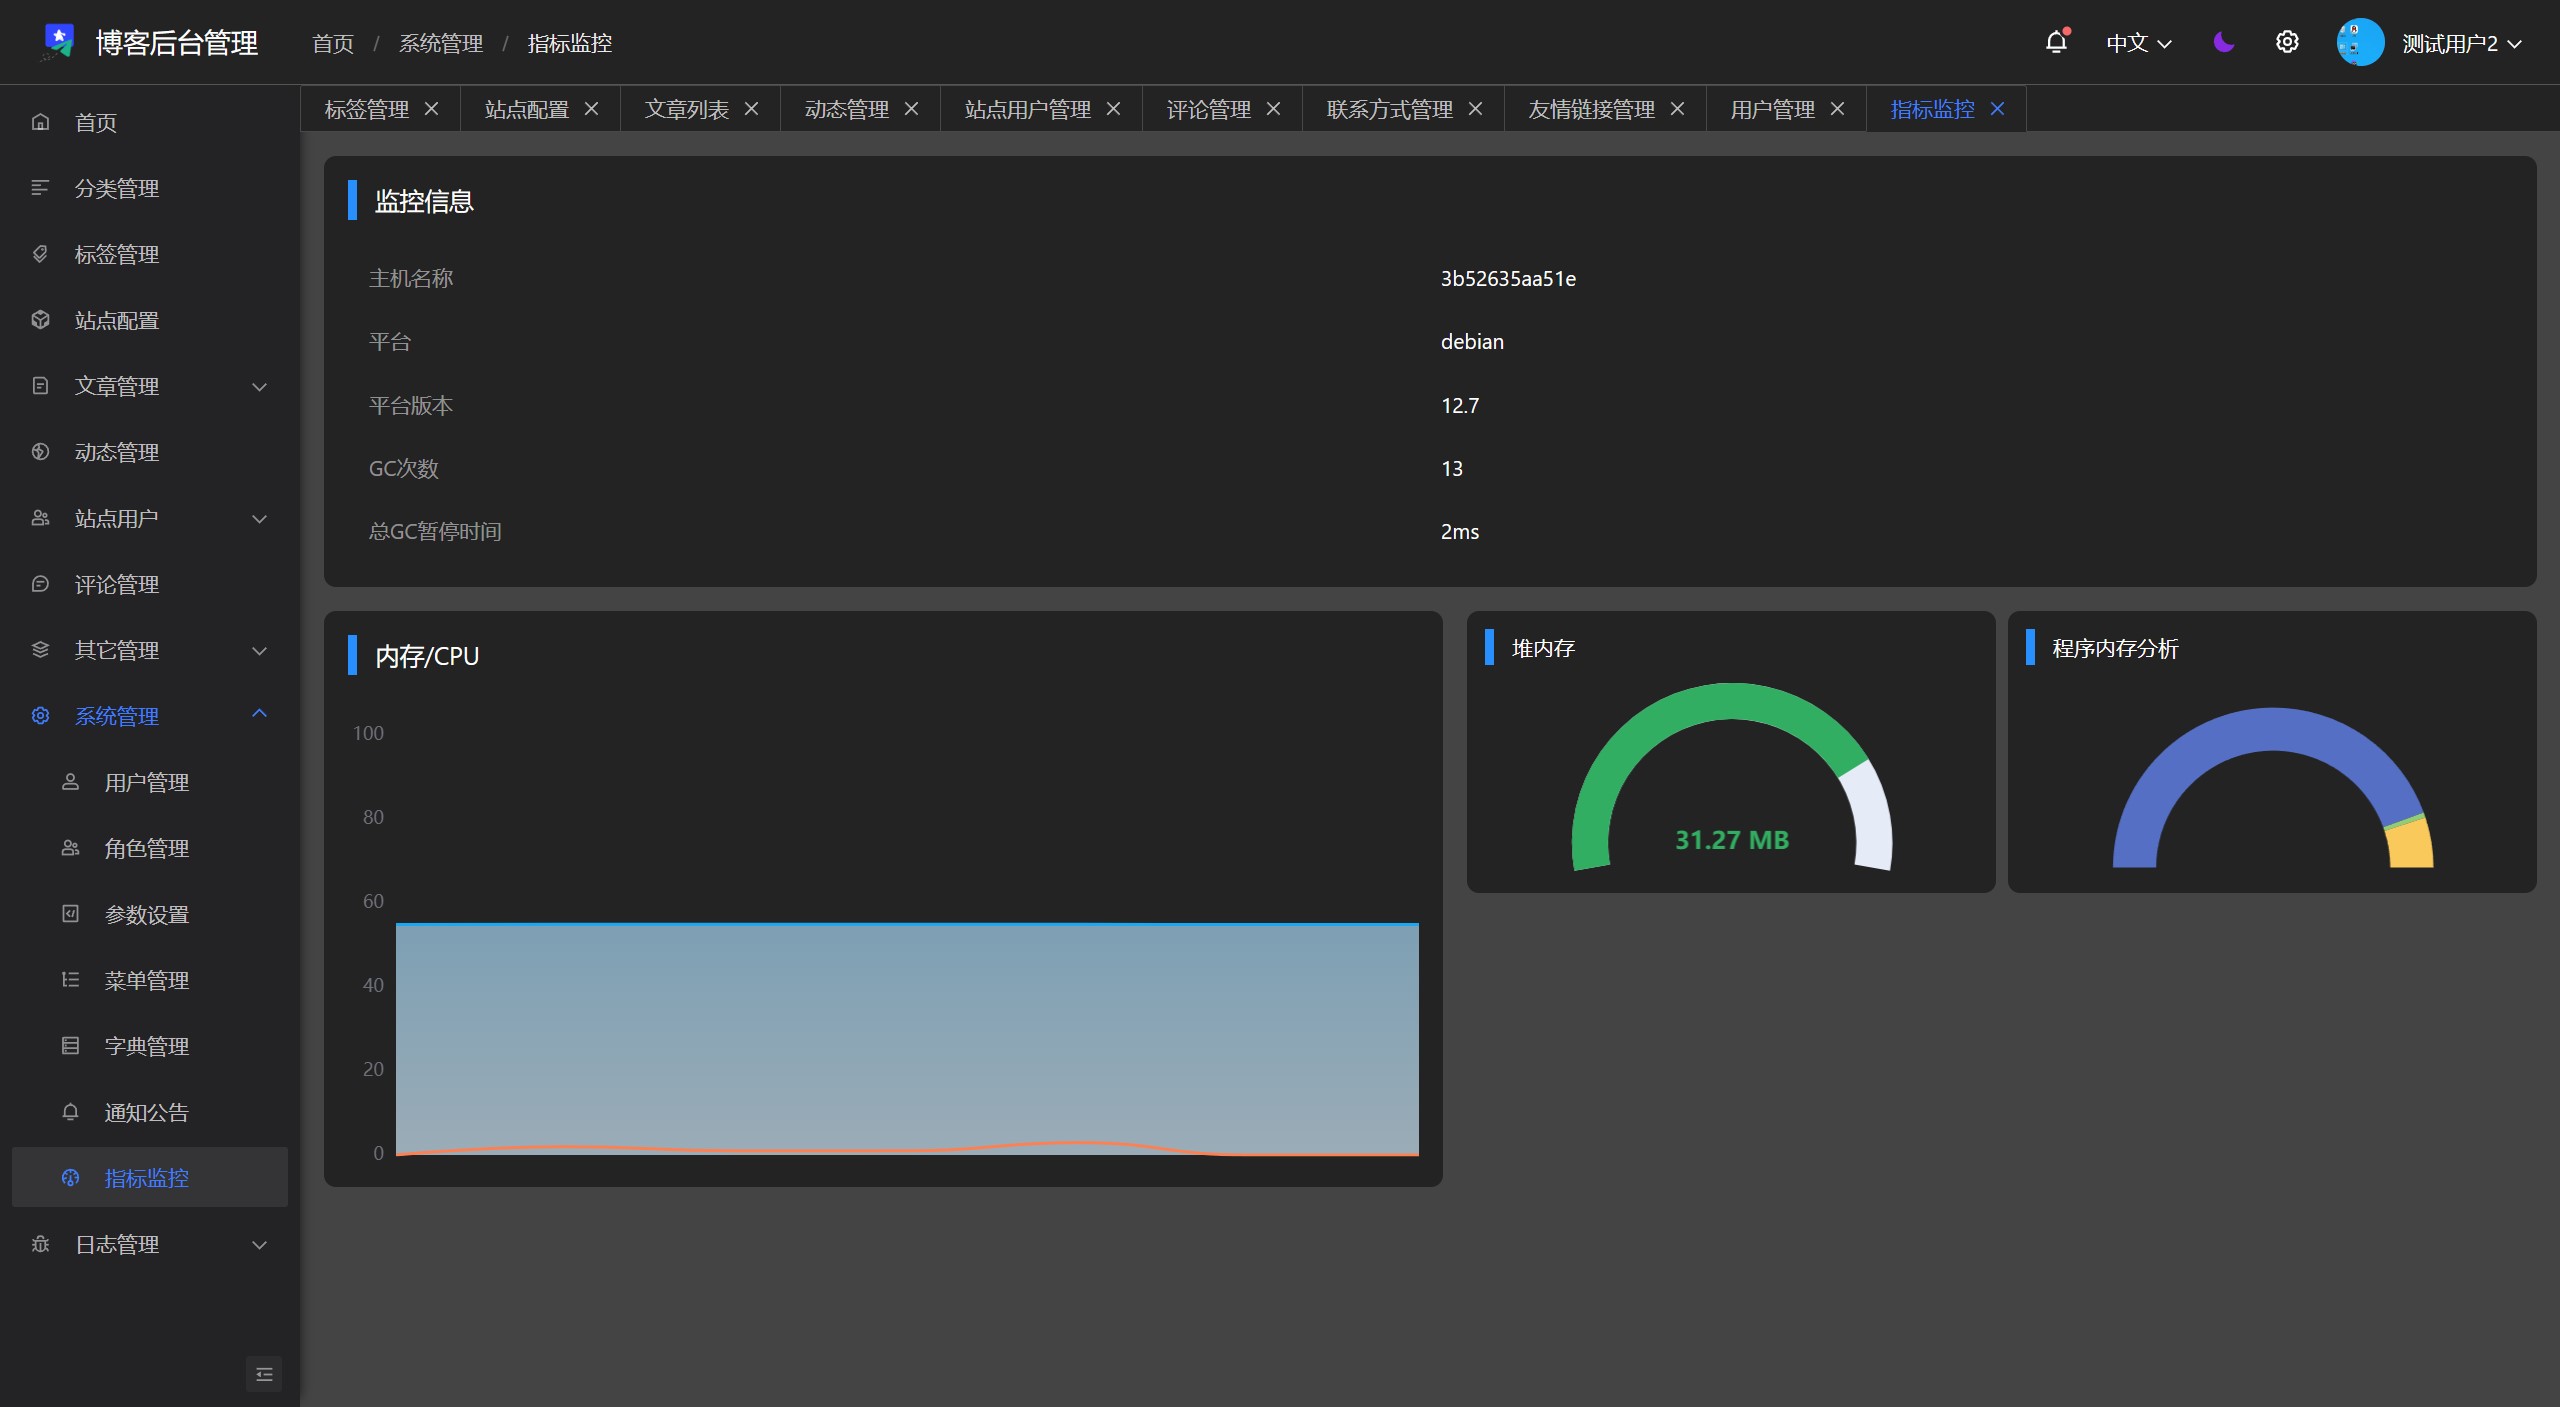 博客后台管理
首页 / 系统管理 / 指标监控
中文
测试用户2
标签管理
站点配置
文章列表
动态管理
站点用户管理
评论管理
联系方式管理
友情链接管理
用户管理
指标监控
首页
分类管理
标签管理
站点配置
文章管理
动态管理
站点用户
评论管理
其它管理
系统管理
用户管理
角色管理
参数设置
菜单管理
字典管理
通知公告
指标监控
日志管理
监控信息
主机名称 3b52635aa51e
平台 debian
平台版本 12.7
GC次数 13
总GC暂停时间 2ms
内存/CPU
100
80
60
40
20
0
堆内存
31.27 MB
程序内存分析